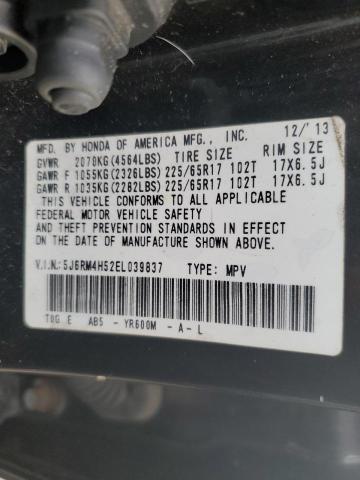 MFD. BY HONDA OF AMERICA MFG., INC. 12/'13
GVWR 2070KG(4564LBS) TIRE SIZE RIM SIZE
GAWR F 1055KG(2326LBS) 225/65R17 102T 17X6.5J
GAWR R 1035KG(2282LBS) 225/65R17 102T 17X6.5J
THIS VEHICLE CONFORMS TO ALL APPLICABLE
FEDERAL MOTOR VEHICLE SAFETY
AND THEFT PREVENTION STANDARDS IN EFFECT
ON THE DATE OF MANUFACTURE SHOWN ABOVE.
V.I.N.:5J6RM4H52EL039837 TYPE: MPV
TOG E AB5 - YR600M - A - L